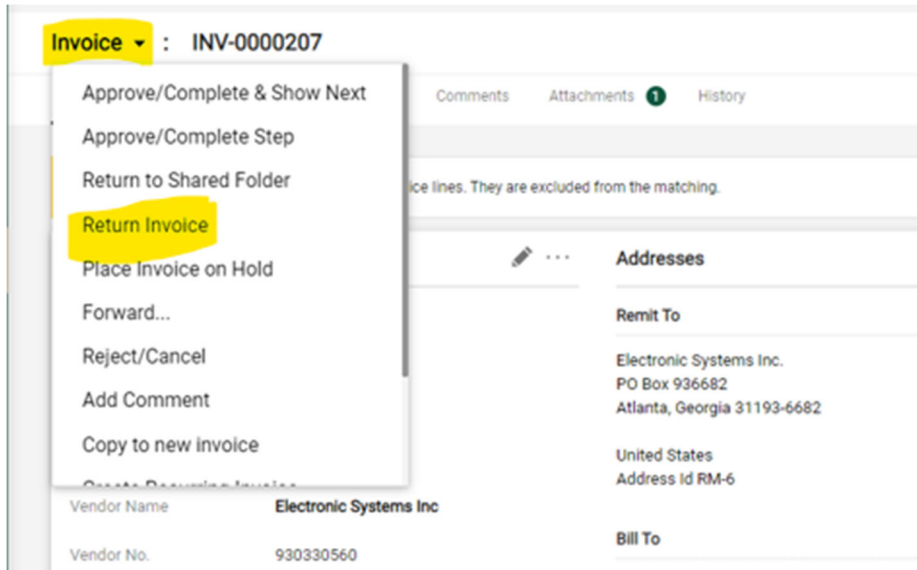 Invoice : INV-0000207
Approve/Complete & Show Next
Comments Attachments 1 History
Approve/Complete Step
Return to Shared Folder
ice lines. They are excluded from the matching.
Return Invoice
Place Invoice on Hold
Forward...
Reject/Cancel
Add Comment
Copy to new invoice
Create Recurring Invoice
Vendor Name Electronic Systems Inc
Vendor No. 930330560
Addresses
Remit To
Electronic Systems Inc.
PO Box 936682
Atlanta, Georgia 31193-6682
United States
Address Id RM-6
Bill To